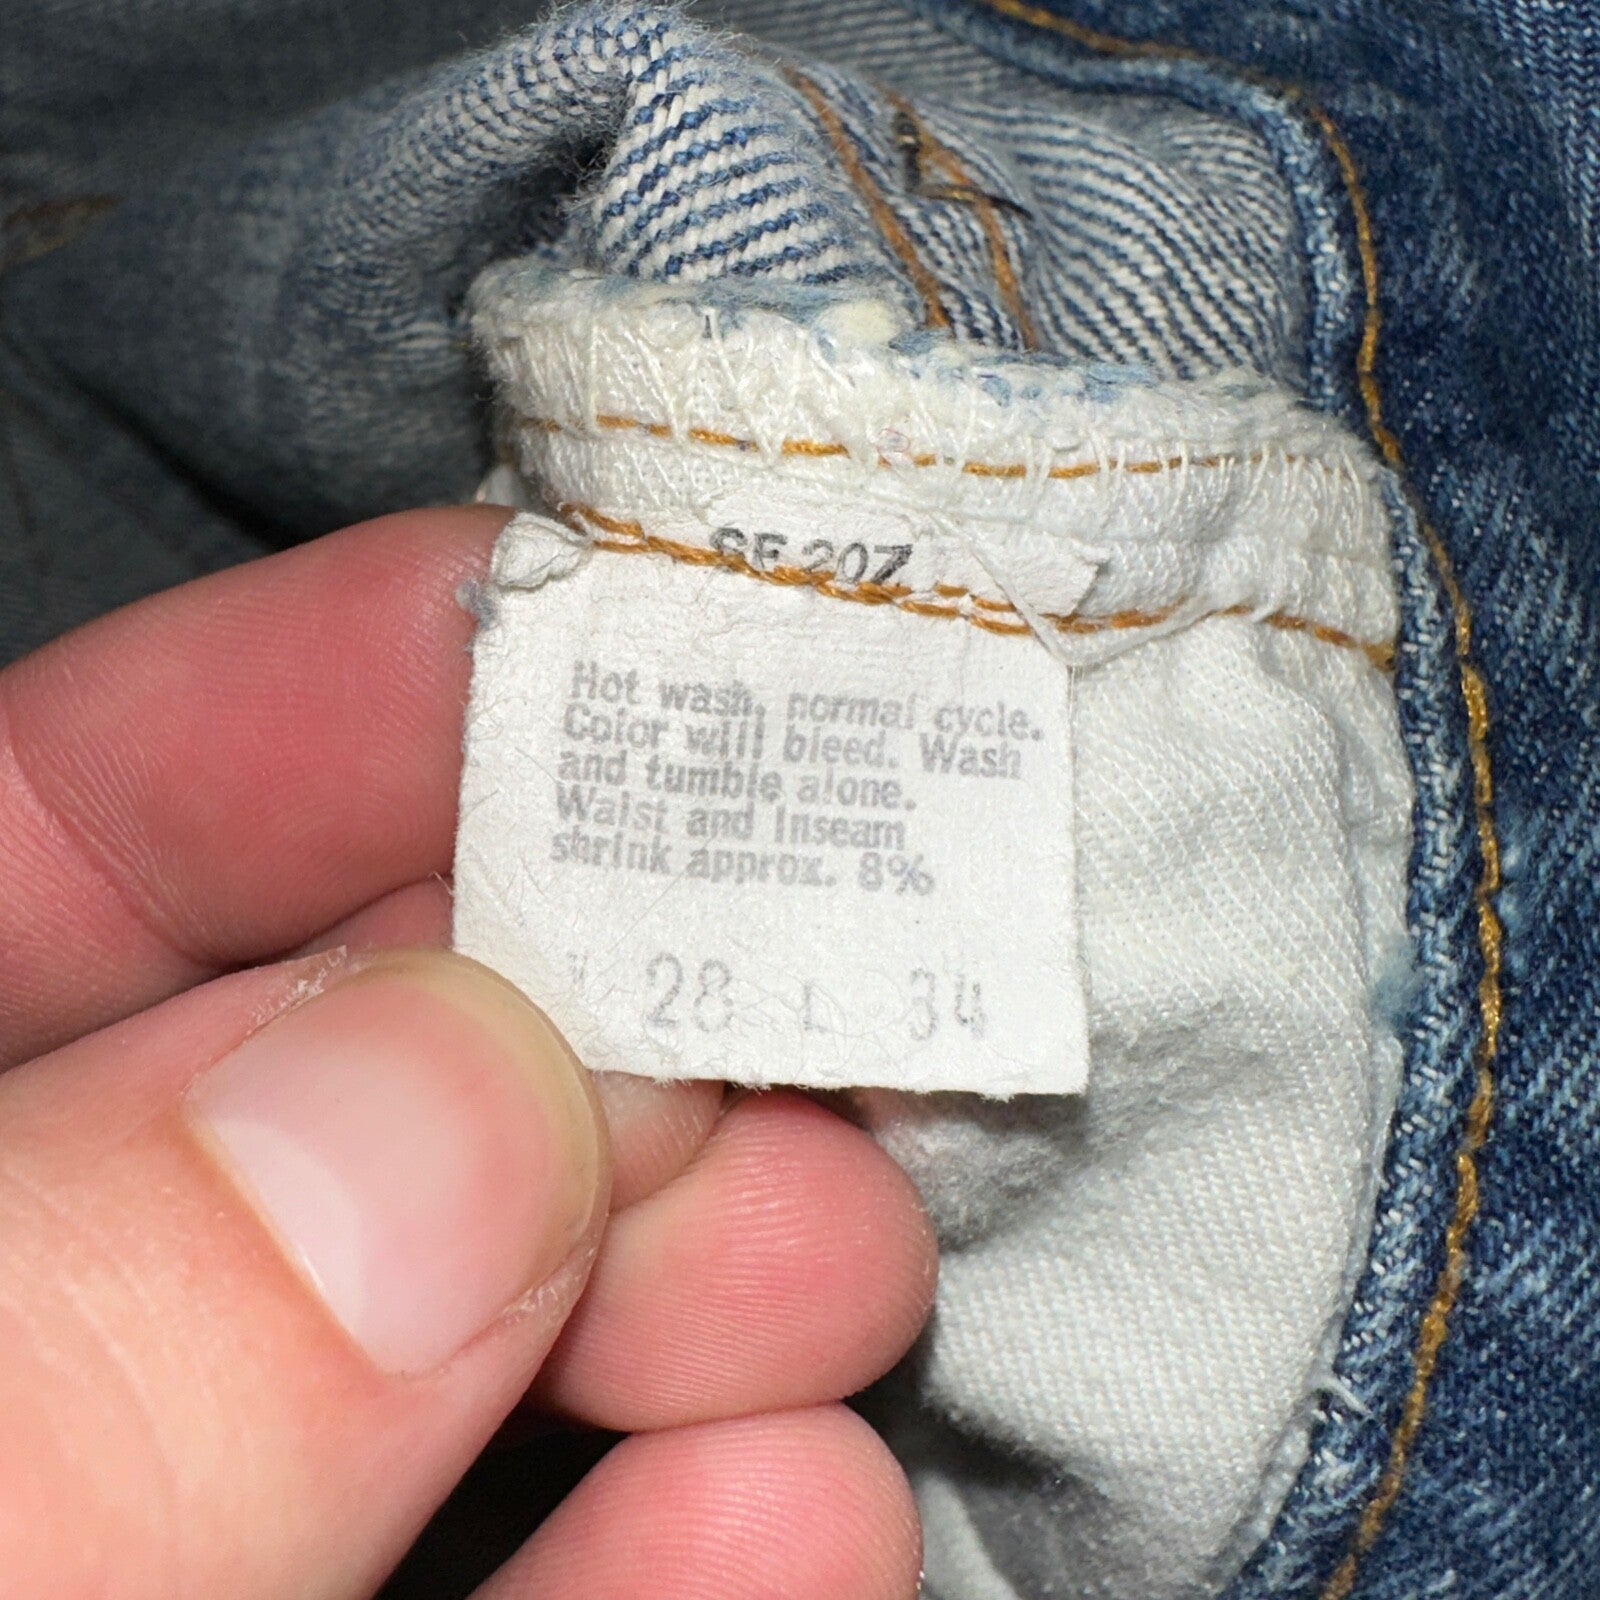 SF 207
Hot wash, normal cycle.
Color will bleed. Wash
and tumble alone.
Waist and Inseam
shrink approx. 8%
W 28 L 34